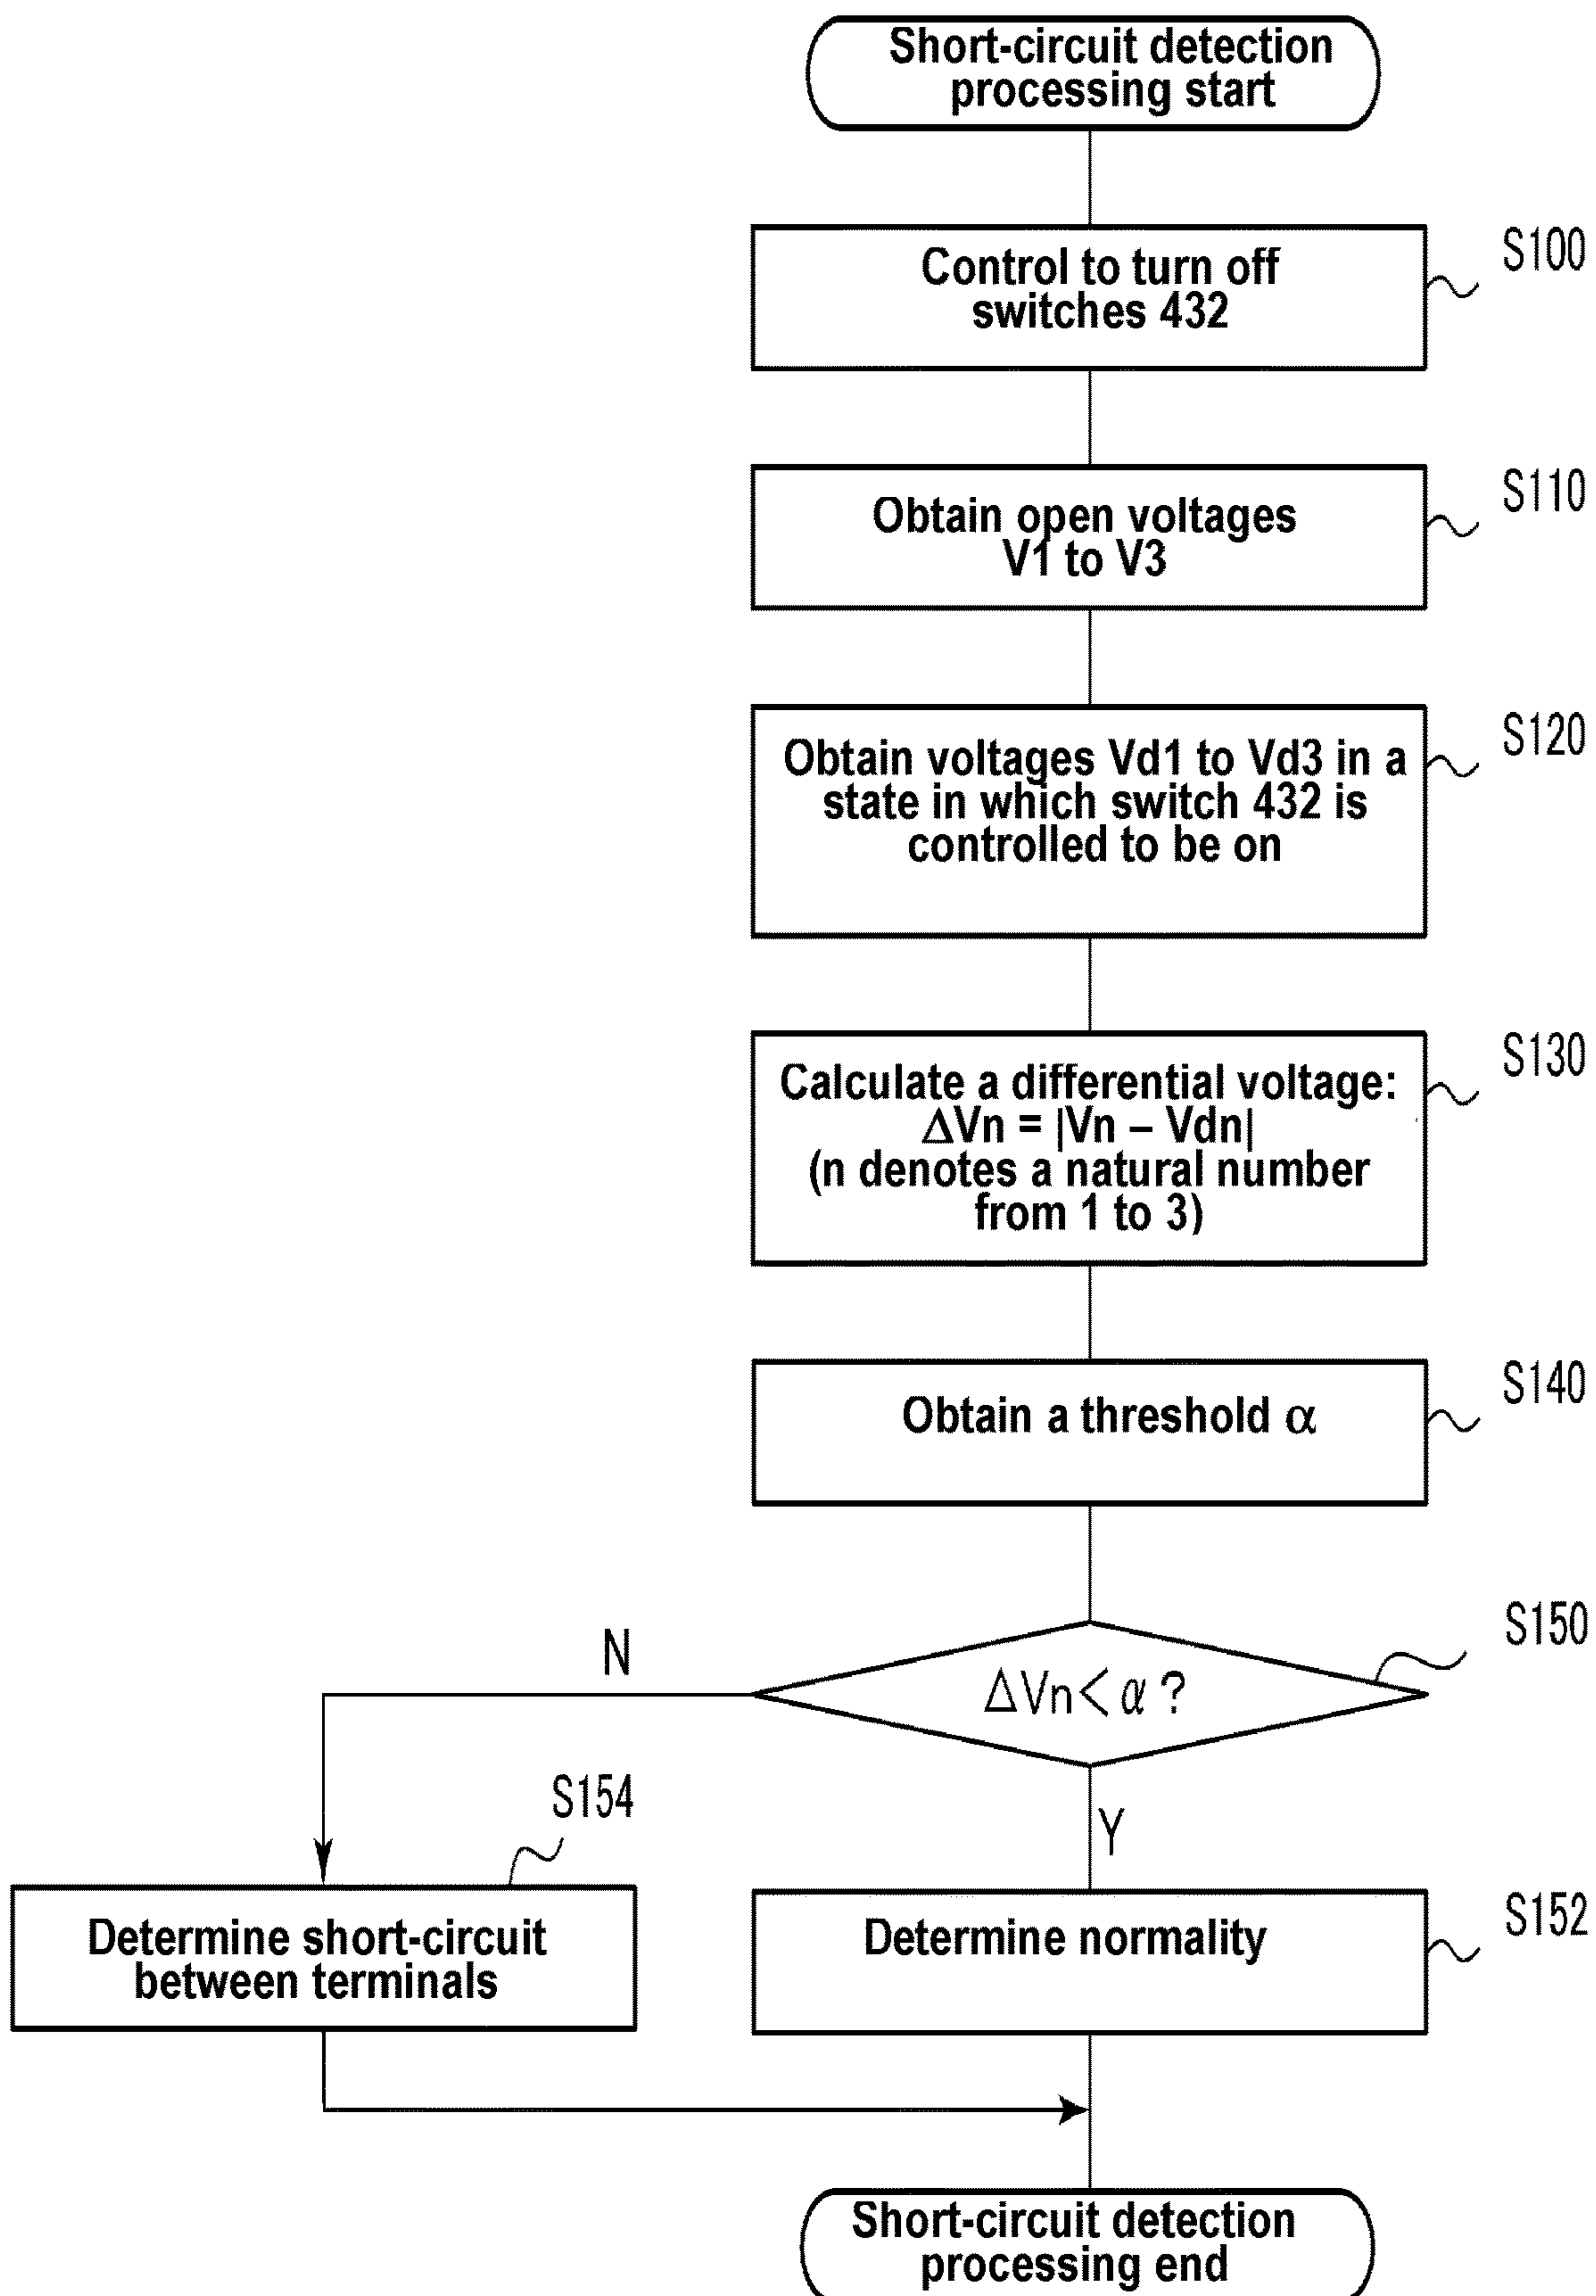 Short-circuit detection
processing start
S100
Control to turn off
switches 432
S110
Obtain open voltages
V1 to V3
S120
Obtain voltages Vd1 to Vd3 in a
state in which switch 432 is
controlled to be on
S130
Calculate a differential voltage:
ΔVn = |Vn – Vdn|
(n denotes a natural number
from 1 to 3)
S140
Obtain a threshold α
S150
N
ΔVn<α?
S154
Y
Determine short-circuit
between terminals
S152
Determine normality
Short-circuit detection
processing end